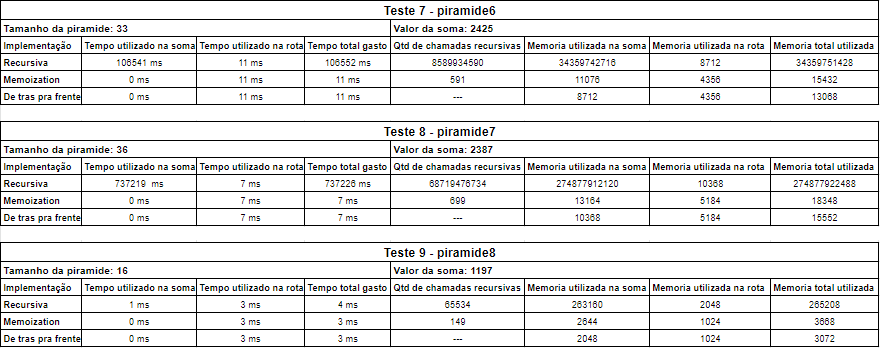 Teste 7 - piramide6
Tamanho da piramide: 33 Valor da soma: 2425
Implementação Tempo utilizado na soma Tempo utilizado na rota Tempo total gasto Qtd de chamadas recursivas Memoria utilizada na soma Memoria utilizada na rota Memoria total utilizada
Recursiva 106541 ms 11 ms 106552 ms 8589934590 34359742716 8712 34359751428
Memoization 0 ms 11 ms 11 ms 591 11076 4356 15432
De tras pra frente 0 ms 11 ms 11 ms --- 8712 4356 13068
Teste 8 - piramide7
Tamanho da piramide: 36 Valor da soma: 2387
Implementação Tempo utilizado na soma Tempo utilizado na rota Tempo total gasto Qtd de chamadas recursivas Memoria utilizada na soma Memoria utilizada na rota Memoria total utilizada
Recursiva 737219 ms 7 ms 737226 ms 68719476734 274877912120 10368 274877922488
Memoization 0 ms 7 ms 7 ms 699 13164 5184 18348
De tras pra frente 0 ms 7 ms 7 ms --- 10368 5184 15552
Teste 9 - piramide8
Tamanho da piramide: 16 Valor da soma: 1197
Implementação Tempo utilizado na soma Tempo utilizado na rota Tempo total gasto Qtd de chamadas recursivas Memoria utilizada na soma Memoria utilizada na rota Memoria total utilizada
Recursiva 1 ms 3 ms 4 ms 65534 263160 2048 265208
Memoization 0 ms 3 ms 3 ms 149 2644 1024 3668
De tras pra frente 0 ms 3 ms 3 ms --- 2048 1024 3072